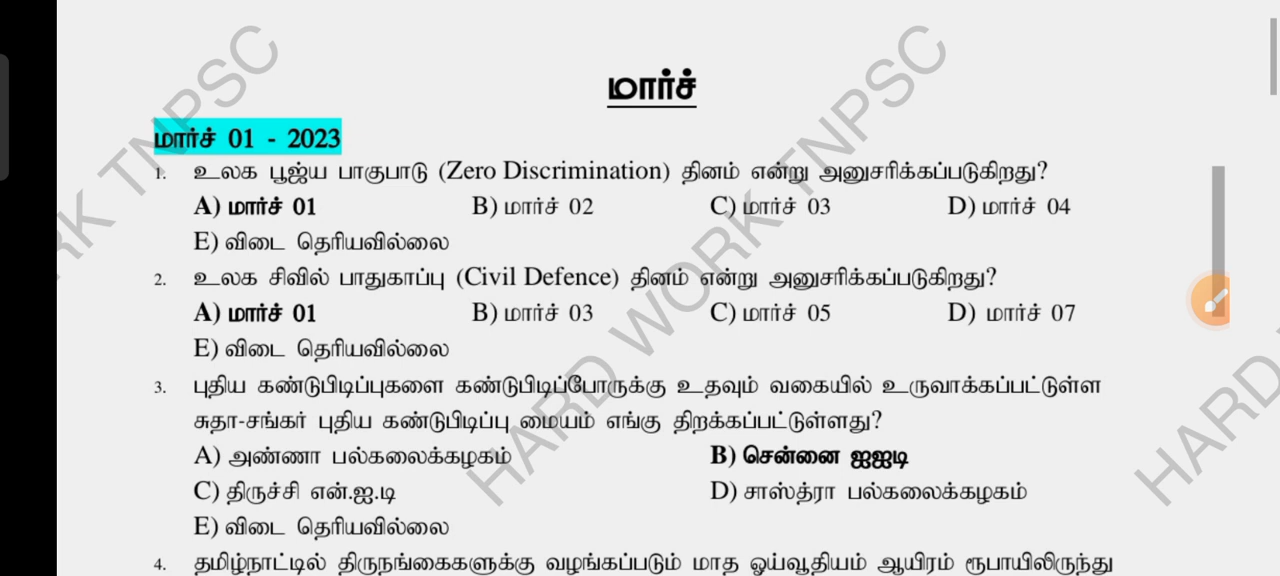 மார்ச்
மார்ச் 01 - 2023
1. உலக பூஜ்ய பாகுபாடு (Zero Discrimination) தினம் என்று அனுசரிக்கப்படுகிறது?
A) மார்ச் 01 B) மார்ச் 02 C) மார்ச் 03 D) மார்ச் 04
E) விடை தெரியவில்லை
2. உலக சிவில் பாதுகாப்பு (Civil Defence) தினம் என்று அனுசரிக்கப்படுகிறது?
A) மார்ச் 01 B) மார்ச் 03 C) மார்ச் 05 D) மார்ச் 07
E) விடை தெரியவில்லை
3. புதிய கண்டுபிடிப்புகளை கண்டுபிடிப்போருக்கு உதவும் வகையில் உருவாக்கப்பட்டுள்ள
சுதா-சங்கர் புதிய கண்டுபிடிப்பு மையம் எங்கு திறக்கப்பட்டுள்ளது?
A) அண்ணா பல்கலைக்கழகம் B) சென்னை ஐஐடி
C) திருச்சி என்.ஐ.டி D) சாஸ்த்ரா பல்கலைக்கழகம்
E) விடை தெரியவில்லை
4. தமிழ்நாட்டில் திருநங்கைகளுக்கு வழங்கப்படும் மாத ஓய்வூதியம் ஆயிரம் ரூபாயிலிருந்து
RK TNPSC
HARD WORK TNPSC
HARD